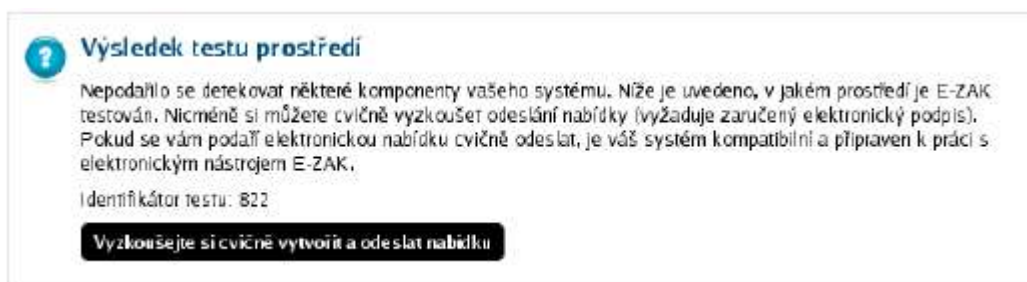 Výsledek testu prostředí
Nepodařilo se detekovat některé komponenty vašeho systému. Níže je uvedeno, v jakém prostředí je E-ZAK
testován. Nicméně si můžete cvičně vyzkoušet odeslání nabídky (vyžaduje zaručený elektronický podpis).
Pokud se vám podaří elektronickou nabídku cvičně odeslat, je váš systém kompatibilní a připraven k práci s
elektronickým nástrojem E-ZAK.
Identifikátor testu: 822
Vyzkoušejte si cvičně vytvořit a odeslat nabídku